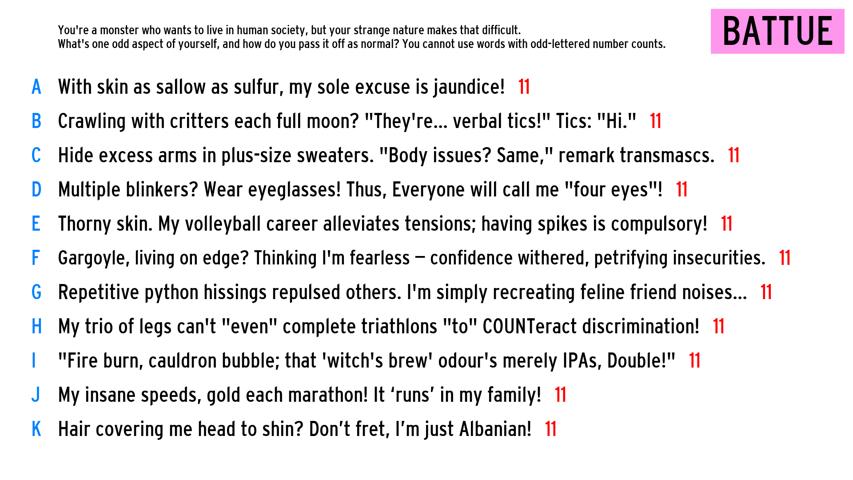 You're a monster who wants to live in human society, but your strange nature makes that difficult.
What's one odd aspect of yourself, and how do you pass it off as normal? You cannot use words with odd-lettered number counts.
BATTUE
A With skin as sallow as sulfur, my sole excuse is jaundice! 11
B Crawling with critters each full moon? "They're... verbal tics!" Tics: "Hi." 11
C Hide excess arms in plus-size sweaters. "Body issues? Same," remark transmascs. 11
D Multiple blinkers? Wear eyeglasses! Thus, Everyone will call me "four eyes"! 11
E Thorny skin. My volleyball career alleviates tensions; having spikes is compulsory! 11
F Gargoyle, living on edge? Thinking I'm fearless – confidence withered, petrifying insecurities. 11
G Repetitive python hissings repulsed others. I'm simply recreating feline friend noises... 11
H My trio of legs can't "even" complete triathlons "to" COUNTeract discrimination! 11
I "Fire burn, cauldron bubble; that 'witch's brew' odour's merely IPAs, Double!" 11
J My insane speeds, gold each marathon! It ‘runs’ in my family! 11
K Hair covering me head to shin? Don’t fret, I’m just Albanian! 11